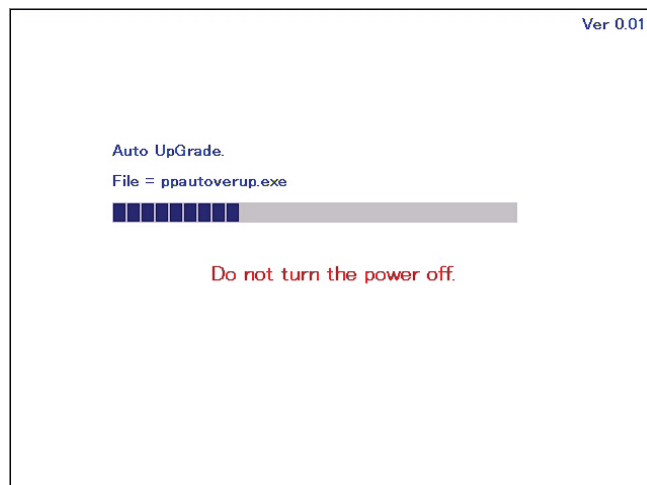 Ver 0.01
Auto UpGrade.
File = ppautoverup.exe
Do not turn the power off.